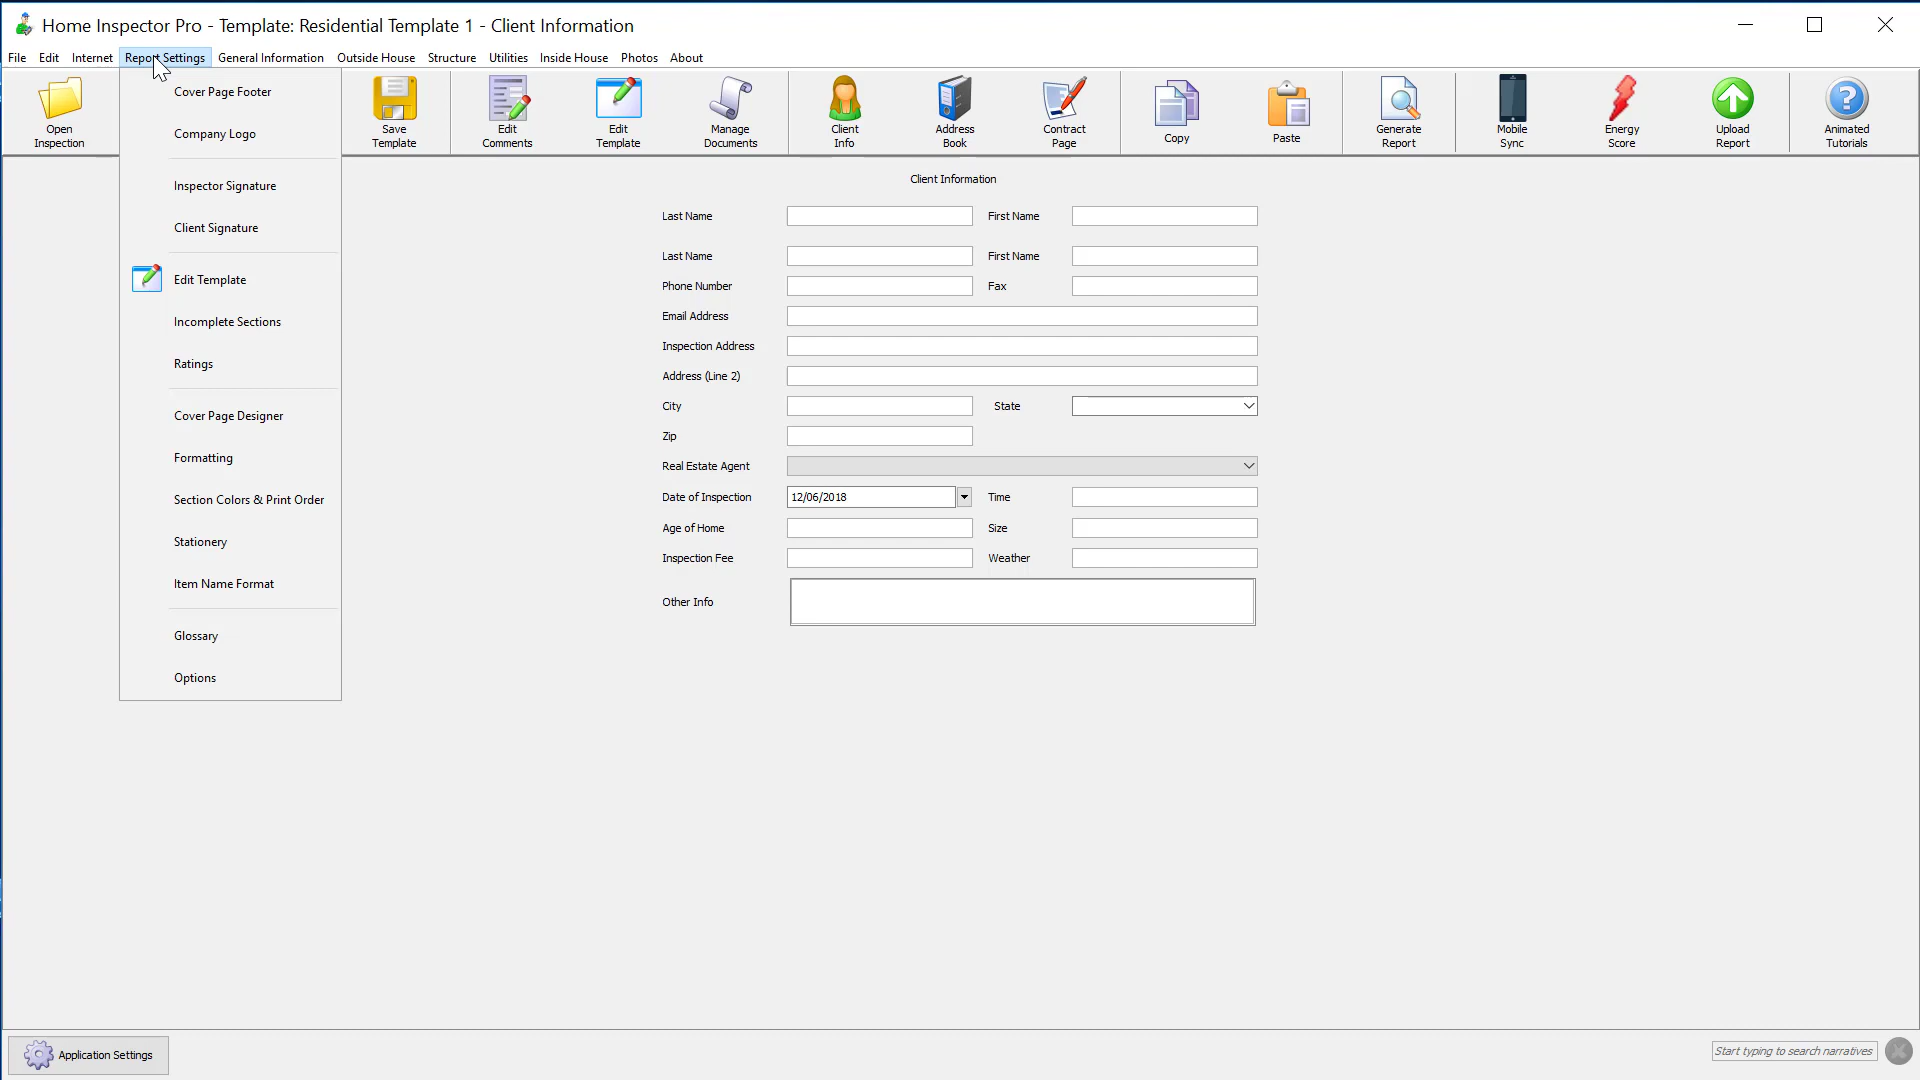 Home Inspector Pro - Template: Residential Template 1 - Client Information
File Edit Internet Report Settings General Information Outside House Structure Utilities Inside House Photos About
Open
Inspection
Save
Template
Edit
Comments
Edit
Template
Manage
Documents
Client
Info
Address
Book
Contract
Page
Copy
Paste
Generate
Report
Mobile
Sync
Energy
Score
Upload
Report
Animated
Tutorials
Cover Page Footer
Company Logo
Inspector Signature
Client Signature
Edit Template
Incomplete Sections
Ratings
Cover Page Designer
Formatting
Section Colors & Print Order
Stationery
Item Name Format
Glossary
Options
Client Information
Last Name First Name
Last Name First Name
Phone Number Fax
Email Address
Inspection Address
Address (Line 2)
City State
Zip
Real Estate Agent
Date of Inspection 12/06/2018 Time
Age of Home Size
Inspection Fee Weather
Other Info
Application Settings
Start typing to search narratives